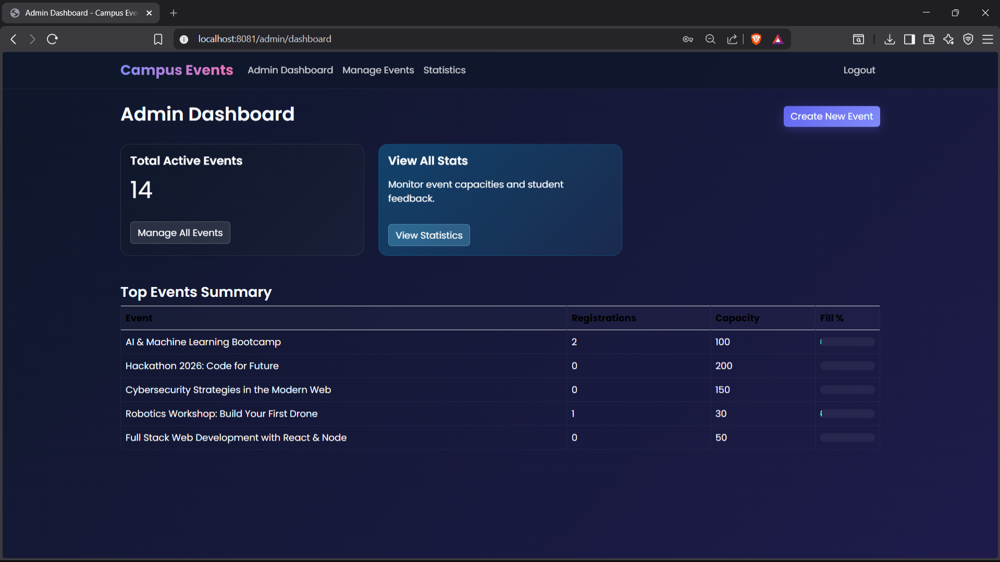 Admin Dashboard - Campus Eve
localhost:8081/admin/dashboard
Campus Events Admin Dashboard Manage Events Statistics Logout
Admin Dashboard
Create New Event
Total Active Events
14
Manage All Events
View All Stats
Monitor event capacities and student
feedback.
View Statistics
Top Events Summary
Event Registrations Capacity Fill %
AI & Machine Learning Bootcamp 2 100
Hackathon 2026: Code for Future 0 200
Cybersecurity Strategies in the Modern Web 0 150
Robotics Workshop: Build Your First Drone 1 30
Full Stack Web Development with React & Node 0 50